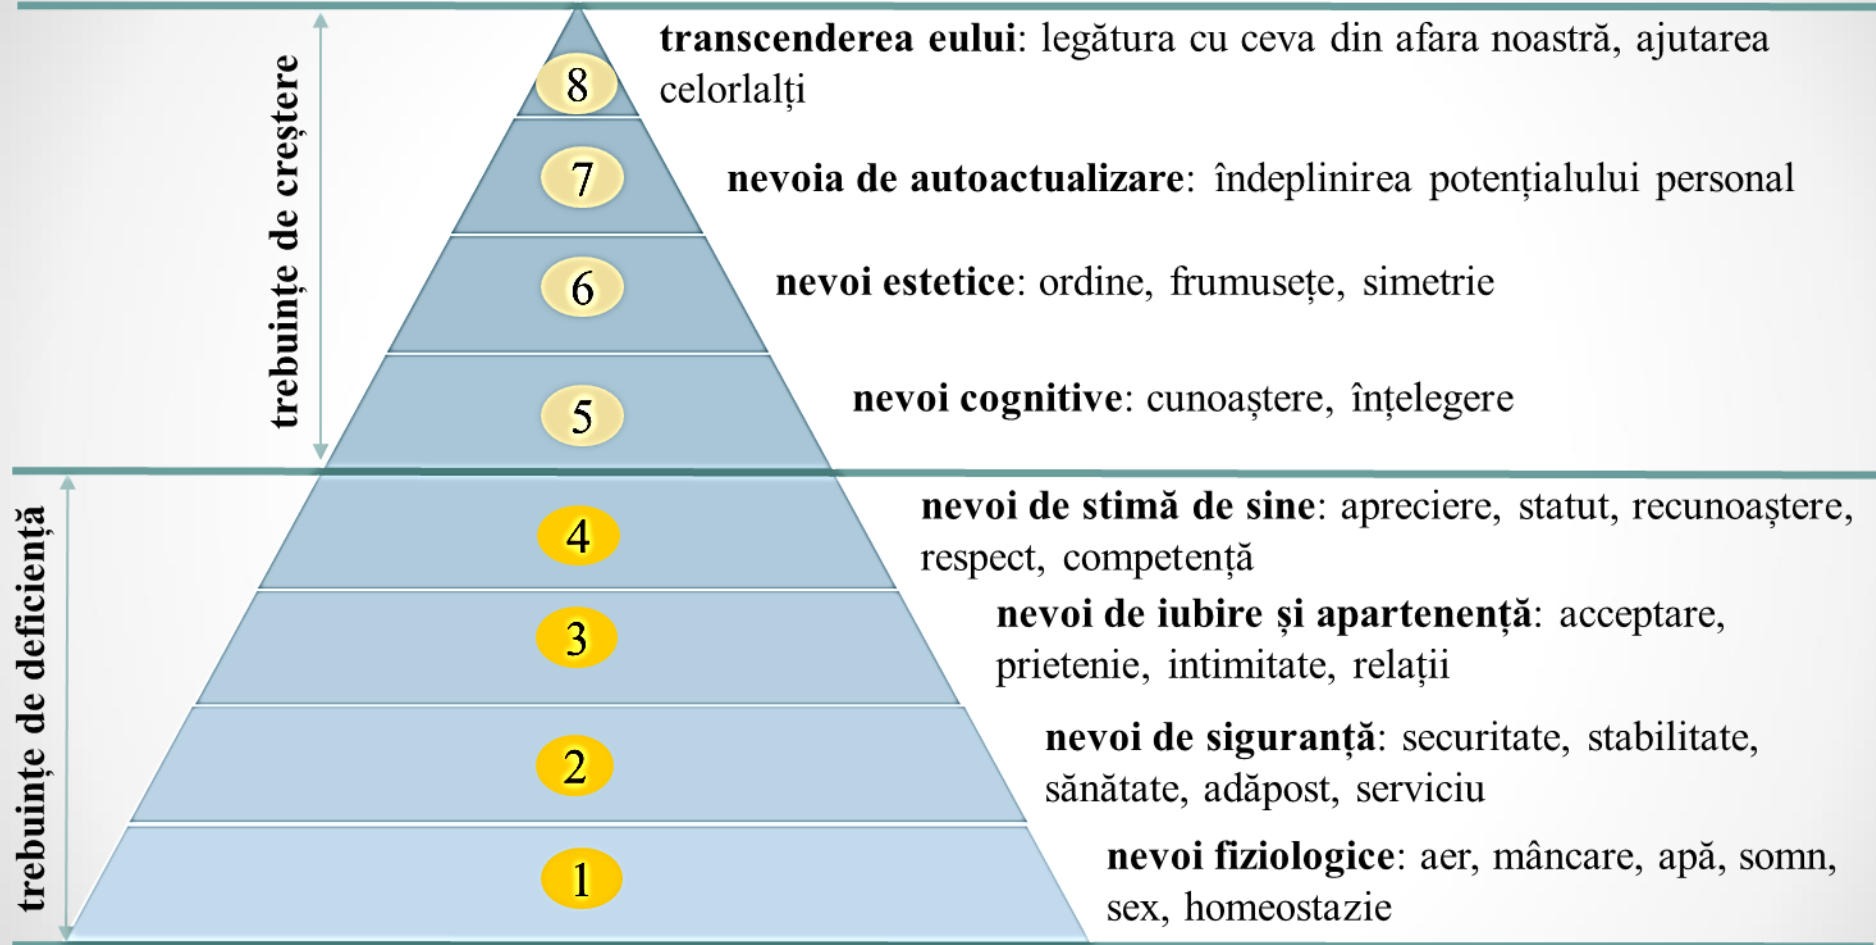 trebuințe de creștere
8
transcenderea eului: legătura cu ceva din afara noastră, ajutarea
celorlalți
7
nevoia de autoactualizare: îndeplinirea potențialului personal
6
nevoi estetice: ordine, frumusețe, simetrie
5
nevoi cognitive: cunoaștere, înțelegere
trebuințe de deficiență
4
nevoi de stimă de sine: apreciere, statut, recunoaștere,
respect, competență
3
nevoi de iubire și apartenență: acceptare,
prietenie, intimitate, relații
2
nevoi de siguranță: securitate, stabilitate,
sănătate, adăpost, serviciu
1
nevoi fiziologice: aer, mâncare, apă, somn,
sex, homeostazie